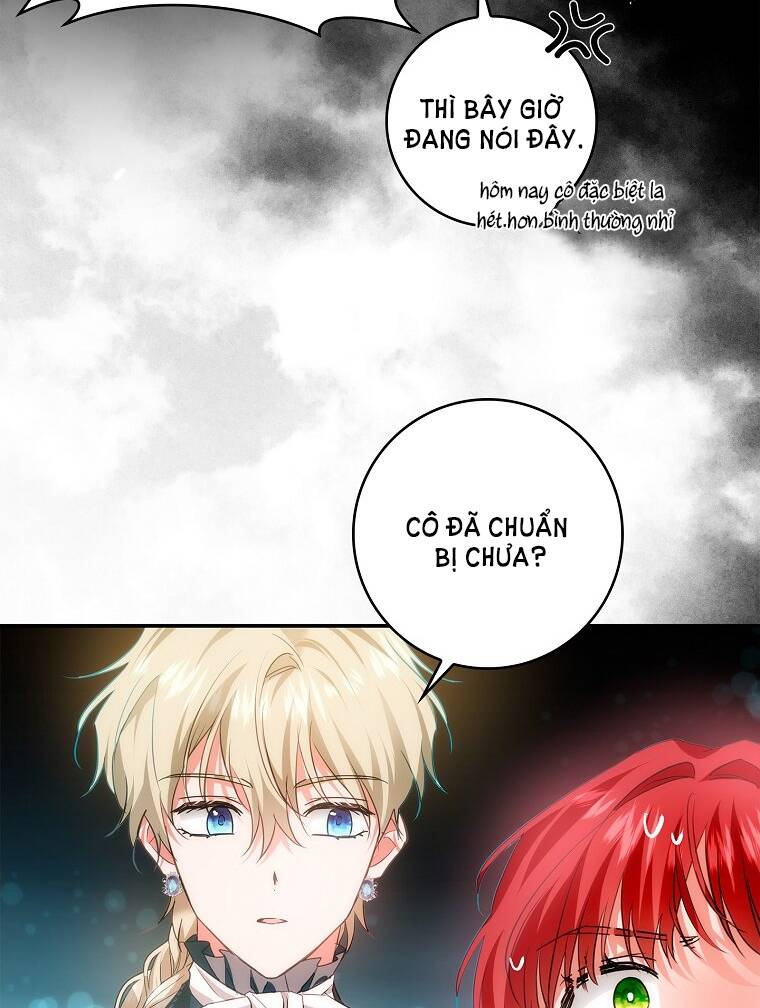 THÌ BÂY GIỜ
ĐANG NÓI ĐÂY.
hôm nay cô đặc biệt la
hét hơn bình thường nhỉ
CÔ ĐÃ CHUẨN
BỊ CHƯA?